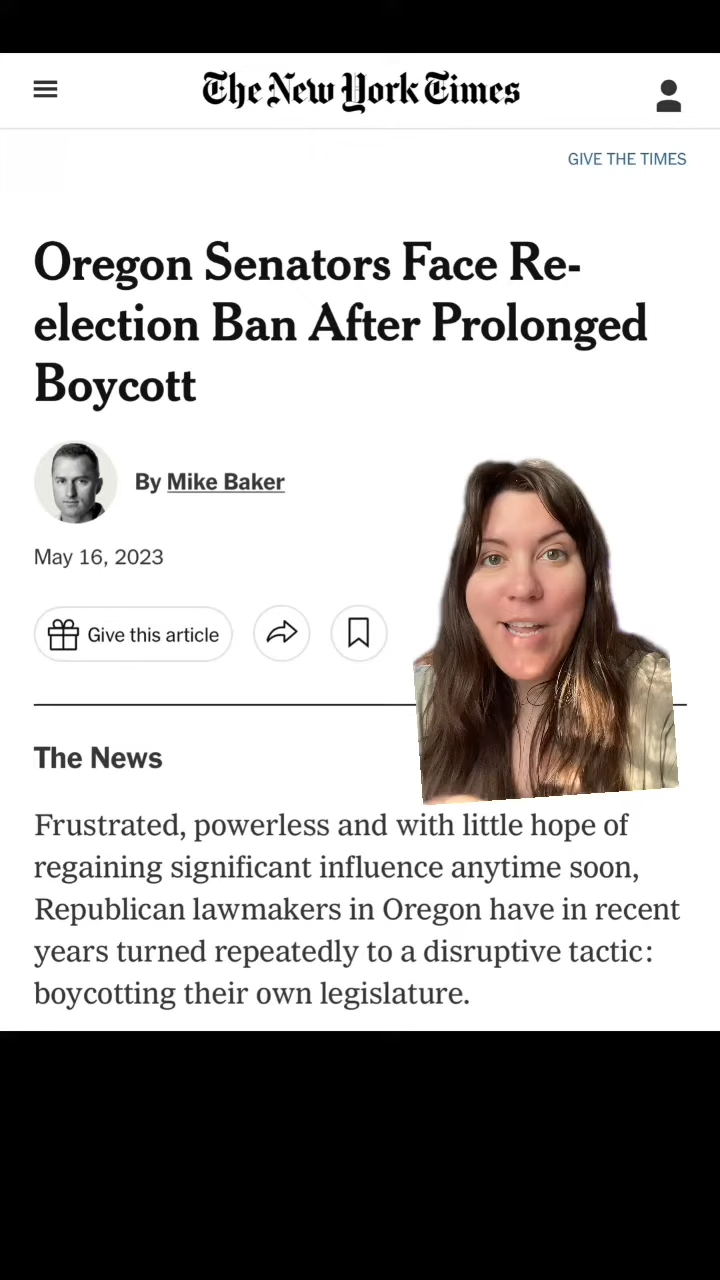 The New York Times
GIVE THE TIMES
Oregon Senators Face Re-
election Ban After Prolonged
Boycott
By Mike Baker
May 16, 2023
Give this article
The News
Frustrated, powerless and with little hope of
regaining significant influence anytime soon,
Republican lawmakers in Oregon have in recent
years turned repeatedly to a disruptive tactic:
boycotting their own legislature.